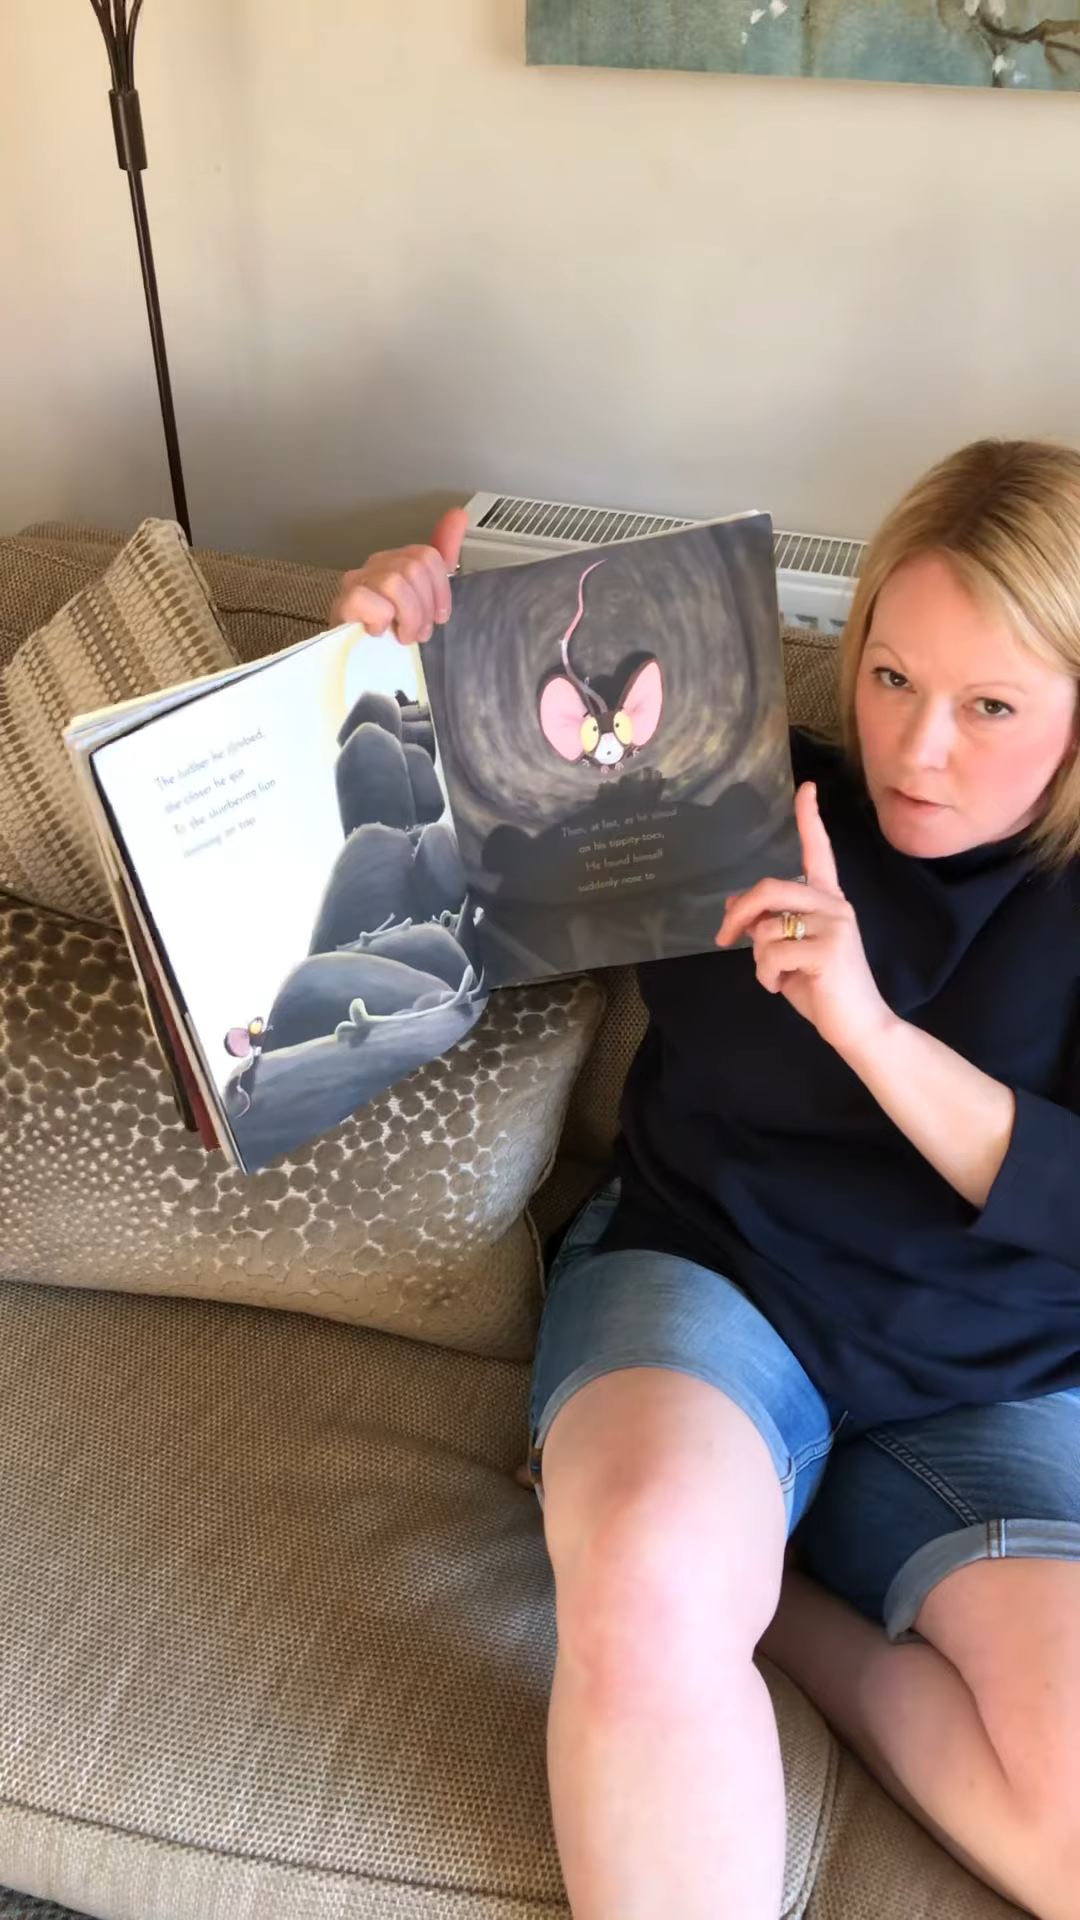 The further he climbed,
the closer he got
To the slumbering lion
snoozing on top.
Then, at last, as he stood
on his tippity-toes,
He found himself
suddenly nose to